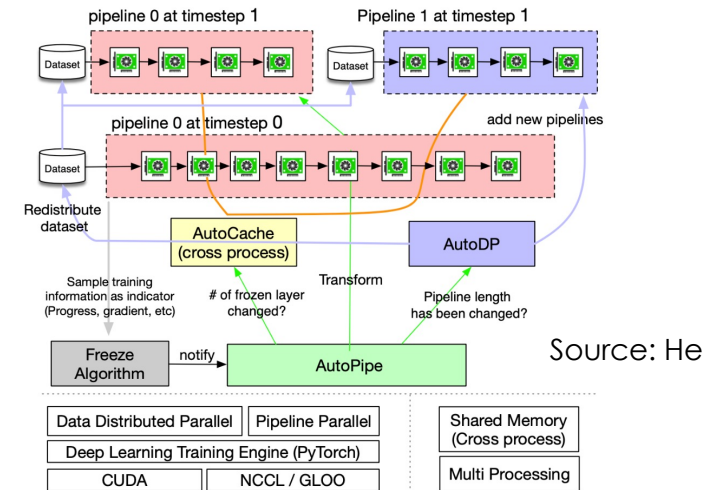 pipeline 0 at timestep 1
Pipeline 1 at timestep 1
Dataset
Dataset
pipeline 0 at timestep 0
add new pipelines
Dataset
Redistribute
dataset
AutoCache
(cross process)
AutoDP
Sample training
information as indicator
(Progress, gradient, etc)
# of frozen layer
changed?
Transform
Pipeline length
has been changed?
Freeze
Algorithm
notify
AutoPipe
Source: He
Data Distributed Parallel
Pipeline Parallel
Shared Memory
(Cross process)
Deep Learning Training Engine (PyTorch)
CUDA
NCCL / GLOO
Multi Processing